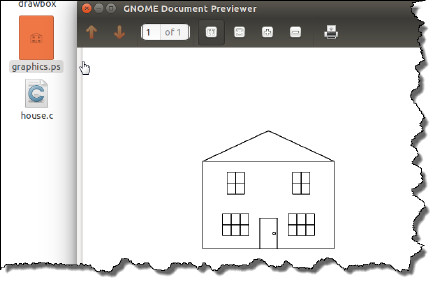 drawbox
GNOME Document Previewer
1 of 1
graphics.ps
house.c